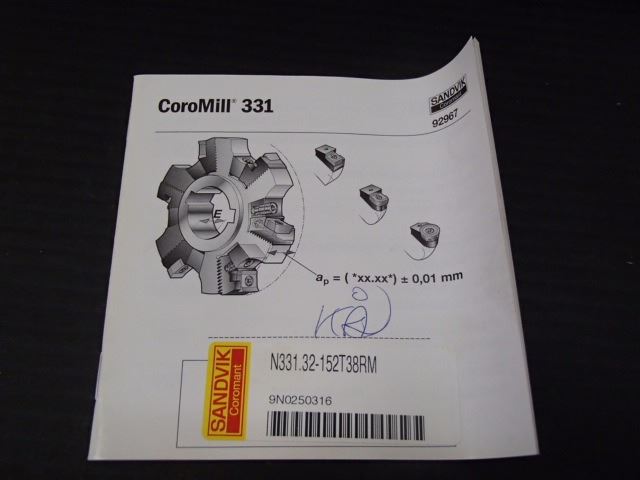 CoroMill® 331
SANDVIK
Coromant
92967
E
ap = ( *xx.xx*) ± 0,01 mm
SANDVIK
Coromant
N331.32-152T38RM
9N0250316